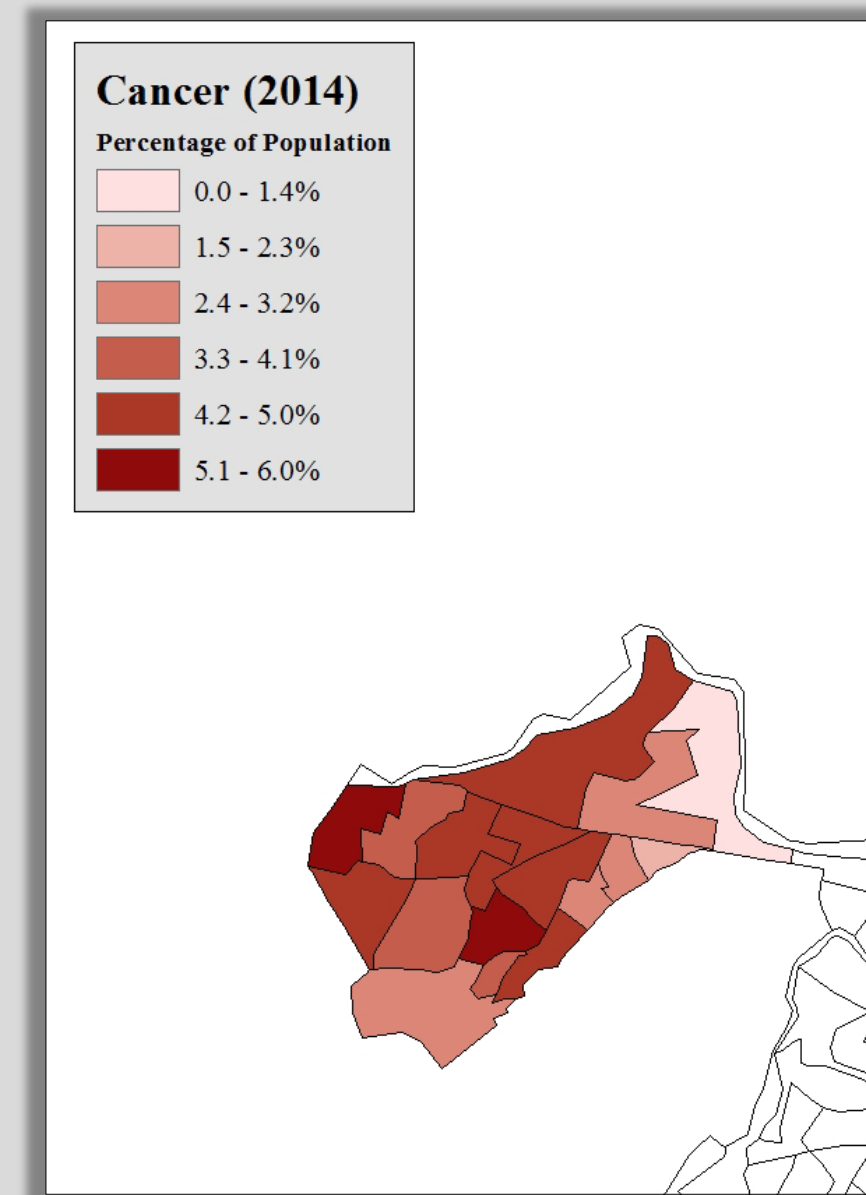 Cancer (2014)
Percentage of Population
0.0 - 1.4%
1.5 - 2.3%
2.4 - 3.2%
3.3 - 4.1%
4.2 - 5.0%
5.1 - 6.0%